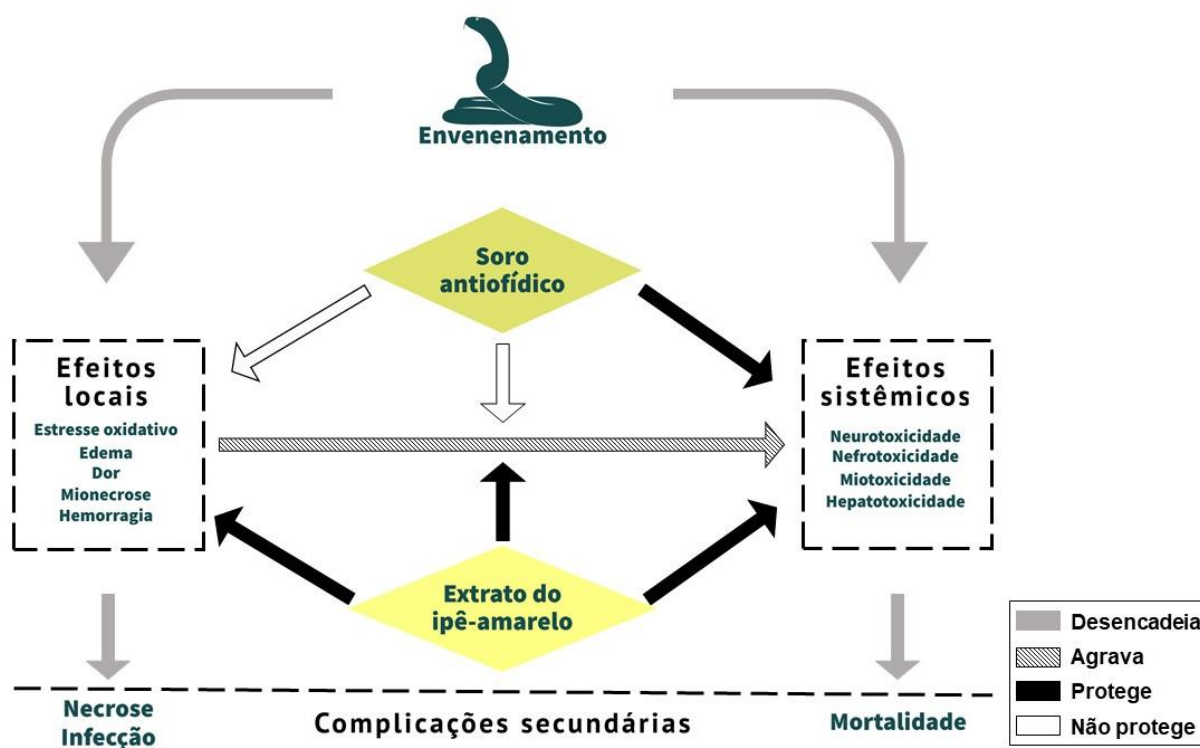 Envenenamento
Soro
antiofídico
Efeitos
locais
Estresse oxidativo
Edema
Dor
Mionecrose
Hemorragia
Efeitos
sistêmicos
Neurotoxicidade
Nefrotoxicidade
Miotoxicidade
Hepatotoxicidade
Extrato do
ipê-amarelo
Desencadeia
Agrava
Protege
Não protege
Necrose
Infecção
Complicações secundárias
Mortalidade